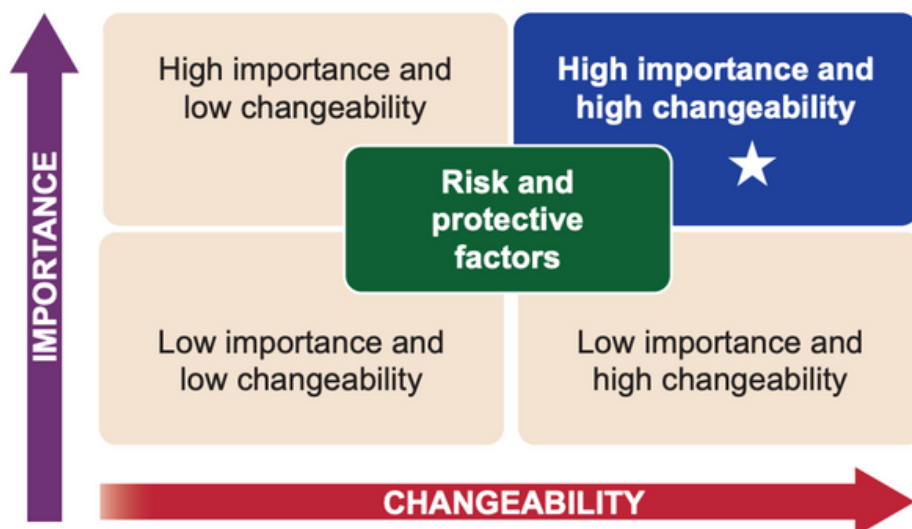 High importance and
low changeability
High importance and
high changeability
Risk and
protective
factors
Low importance and
low changeability
Low importance and
high changeability
IMPORTANCE
CHANGEABILITY